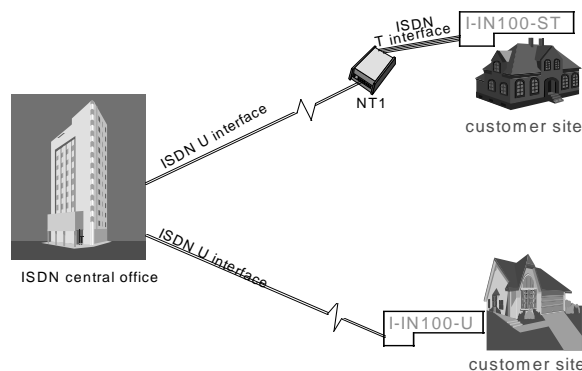 ISDN
T interface
I-IN100-ST
NT1
customer site
ISDN U interface
ISDN central office
ISDN U interface
I-IN100-U
customer site